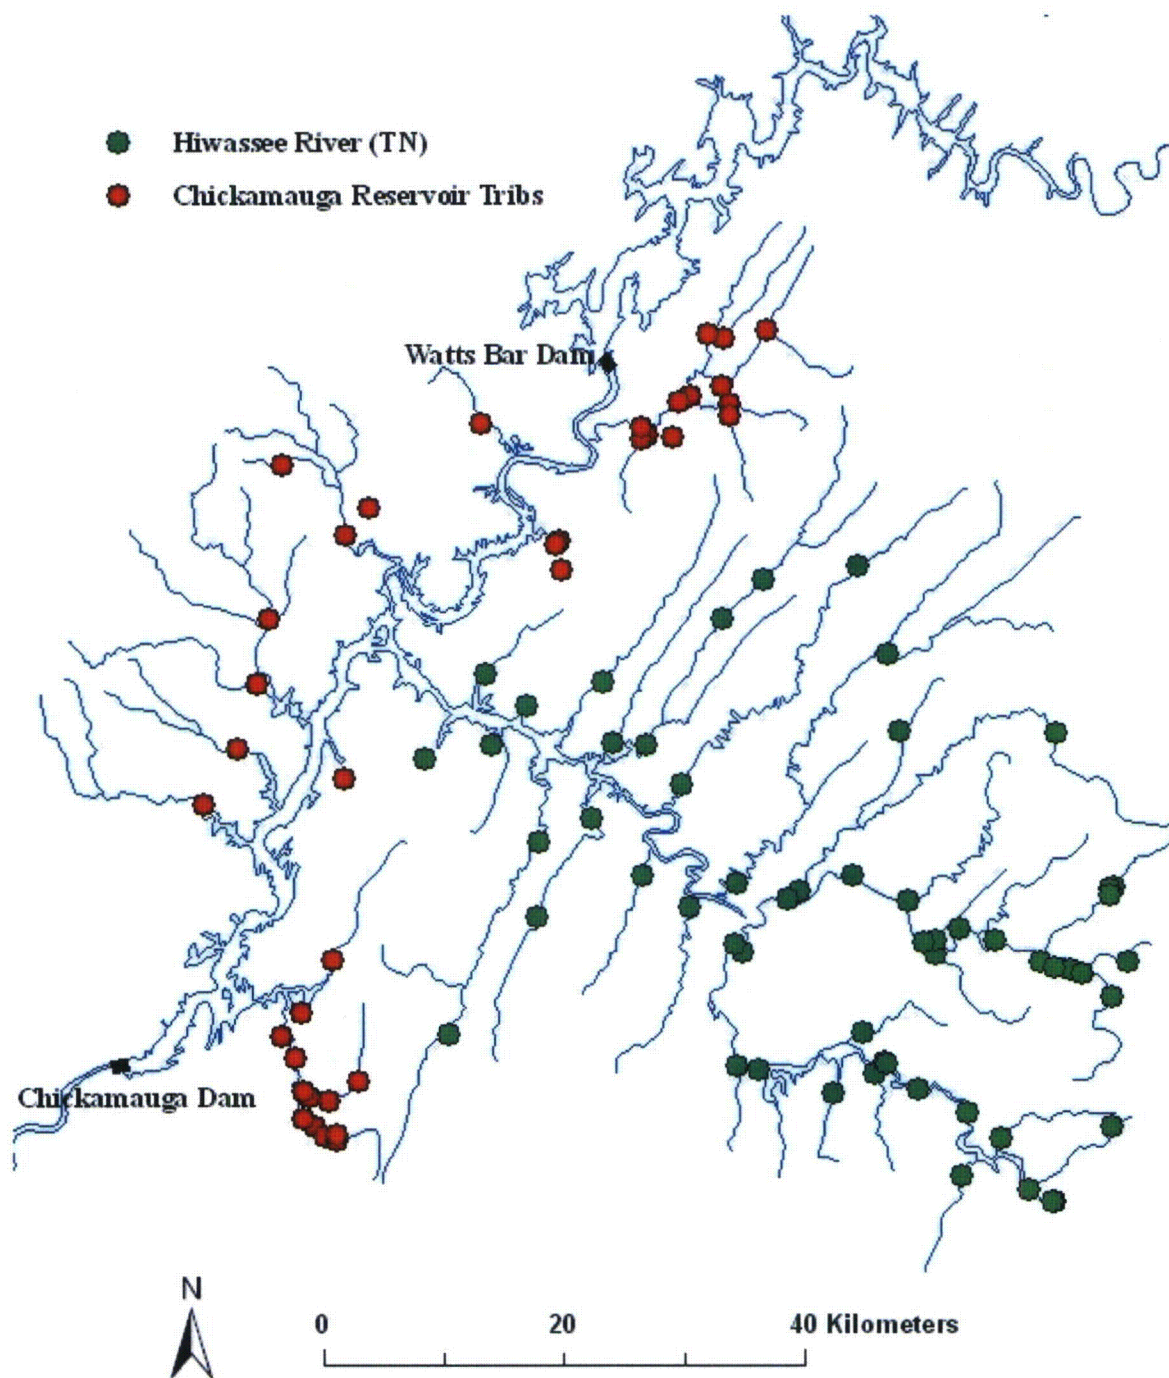 Hiwassee River (TN)
Chickamauga Reservoir Tribs
Watts Bar Dam
Chickamauga Dam
N
0 20 40 Kilometers